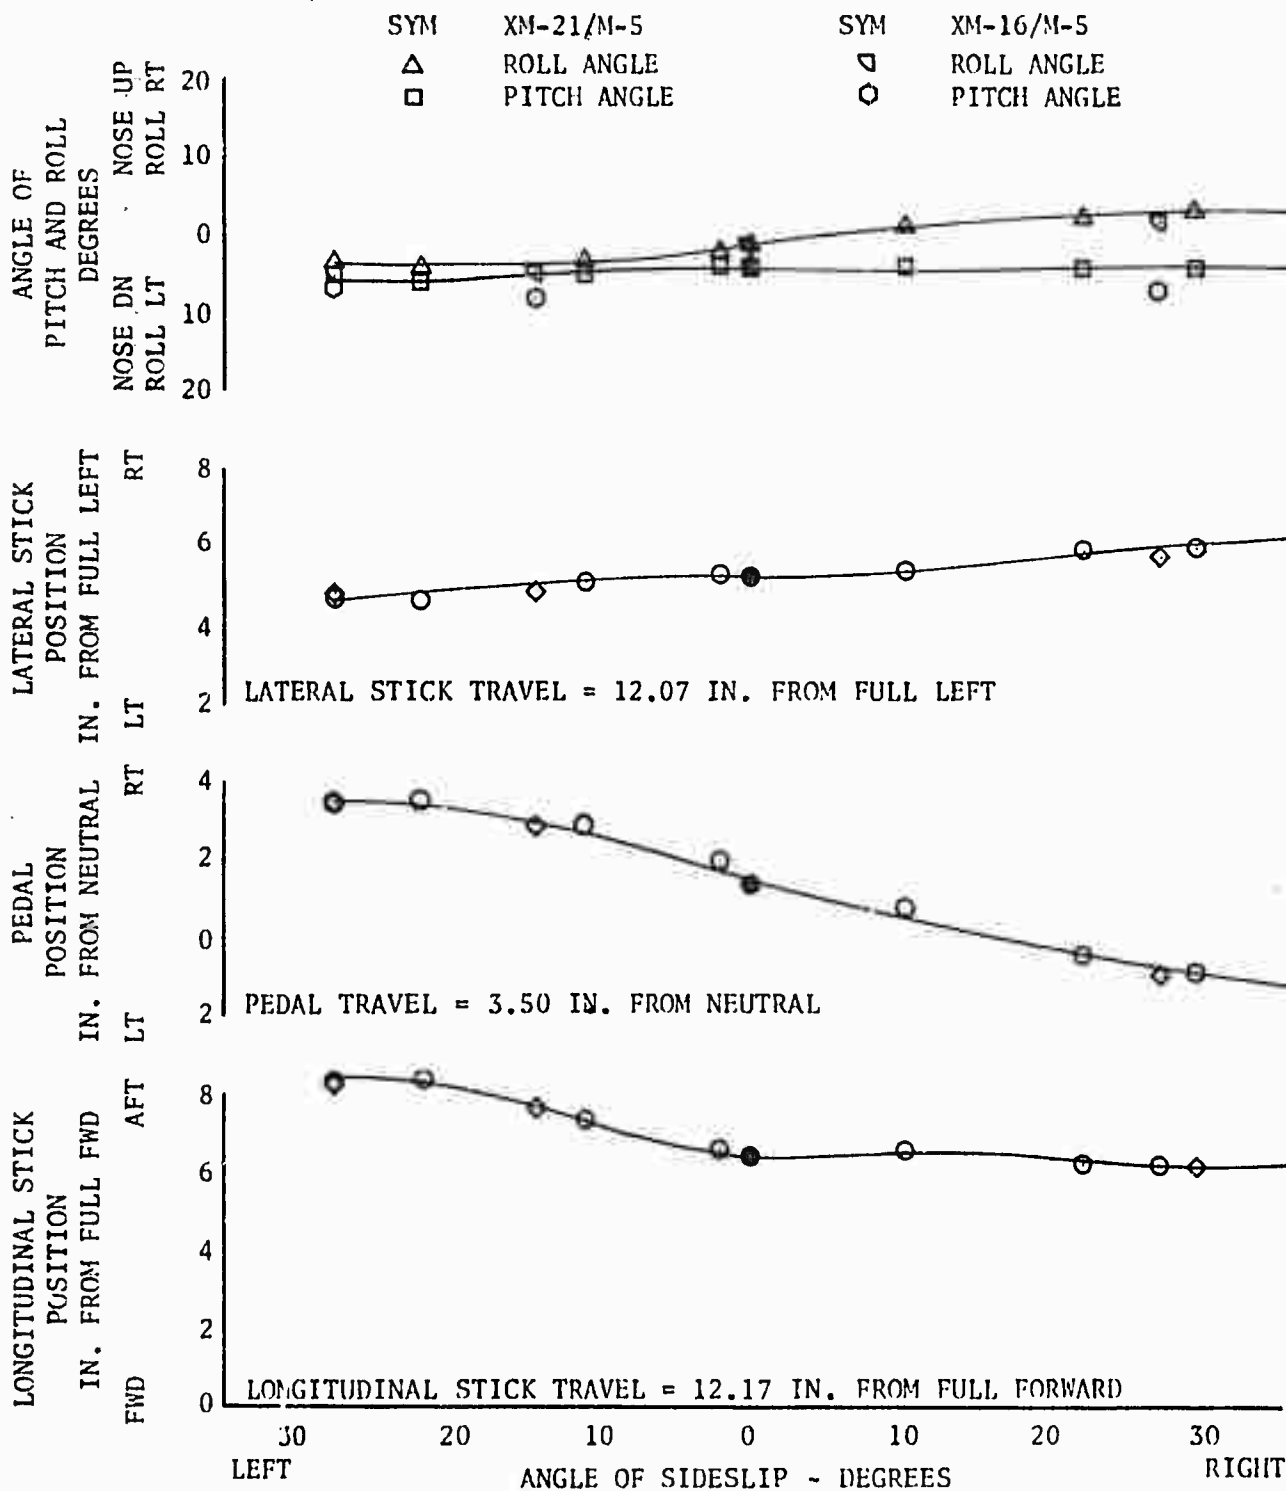 SYM XM-21/M-5 SYM XM-16/M-5
△ ROLL ANGLE ROLL ANGLE
□ PITCH ANGLE PITCH ANGLE
ANGLE OF
PITCH AND ROLL
DEGREES
NOSE DN NOSE UP
ROLL LT ROLL RT
20
10
0
10
20
LATERAL STICK
POSITION
IN. FROM FULL LEFT
LT RT
8
6
4
2
LATERAL STICK TRAVEL = 12.07 IN. FROM FULL LEFT
PEDAL
POSITION
IN. FROM NEUTRAL
LT RT
4
2
0
2
PEDAL TRAVEL = 3.50 IN. FROM NEUTRAL
LONGITUDINAL STICK
POSITION
IN. FROM FULL FWD
FWD AFT
8
6
4
2
0
LONGITUDINAL STICK TRAVEL = 12.17 IN. FROM FULL FORWARD
30 20 10 0 10 20 30
LEFT RIGHT
ANGLE OF SIDESLIP - DEGREES